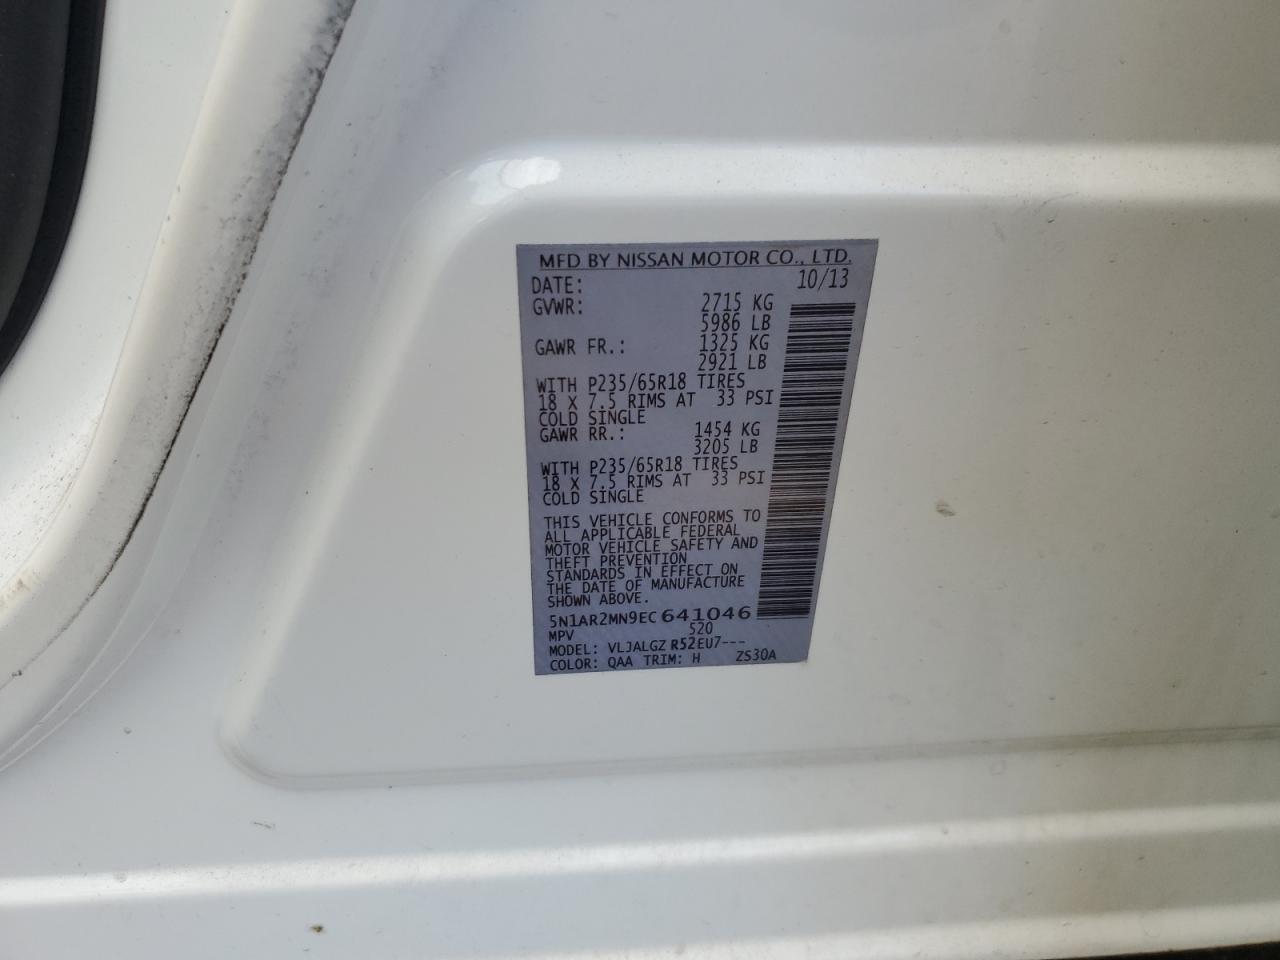 MFD BY NISSAN MOTOR CO., LTD.
DATE: 10/13
GVWR: 2715 KG
5986 LB
GAWR FR.: 1325 KG
2921 LB
WITH P235/65R18 TIRES
18 X 7.5 RIMS AT 33 PSI
COLD SINGLE
GAWR RR.: 1454 KG
3205 LB
WITH P235/65R18 TIRES
18 X 7.5 RIMS AT 33 PSI
COLD SINGLE
THIS VEHICLE CONFORMS TO
ALL APPLICABLE FEDERAL
MOTOR VEHICLE SAFETY AND
THEFT PREVENTION
STANDARDS IN EFFECT ON
THE DATE OF MANUFACTURE
SHOWN ABOVE.
5N1AR2MN9EC641046
MPV 520
MODEL: VLJALGZ R52EU7---
COLOR: QAA TRIM: H ZS30A